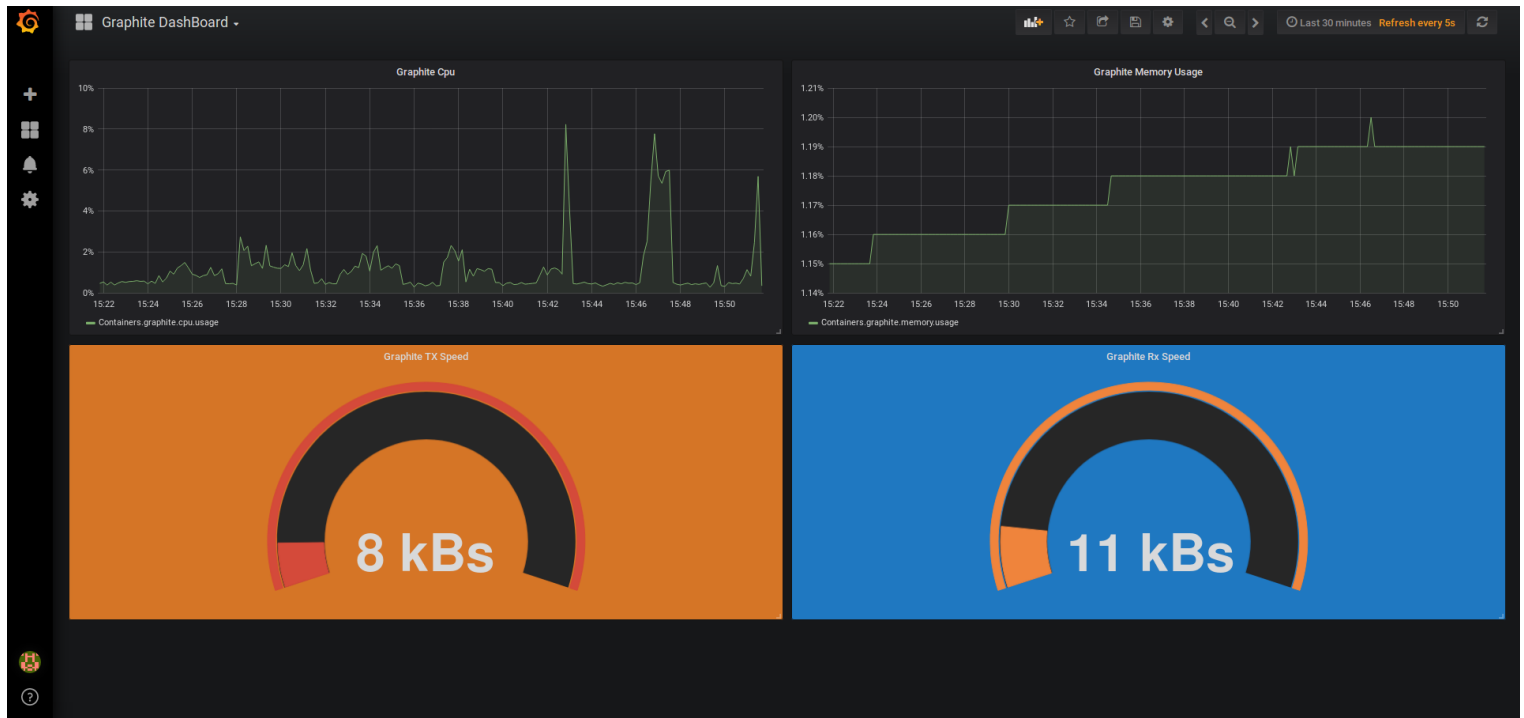 Graphite DashBoard
Last 30 minutes Refresh every 5s
Graphite Cpu
10%
8%
6%
4%
2%
0%
15:22 15:24 15:26 15:28 15:30 15:32 15:34 15:36 15:38 15:40 15:42 15:44 15:46 15:48 15:50
Containers.graphite.cpu.usage
Graphite Memory Usage
1.21%
1.20%
1.19%
1.18%
1.17%
1.16%
1.15%
1.14%
15:22 15:24 15:26 15:28 15:30 15:32 15:34 15:36 15:38 15:40 15:42 15:44 15:46 15:48 15:50
Containers.graphite.memory.usage
Graphite TX Speed
8 kBs
Graphite Rx Speed
11 kBs